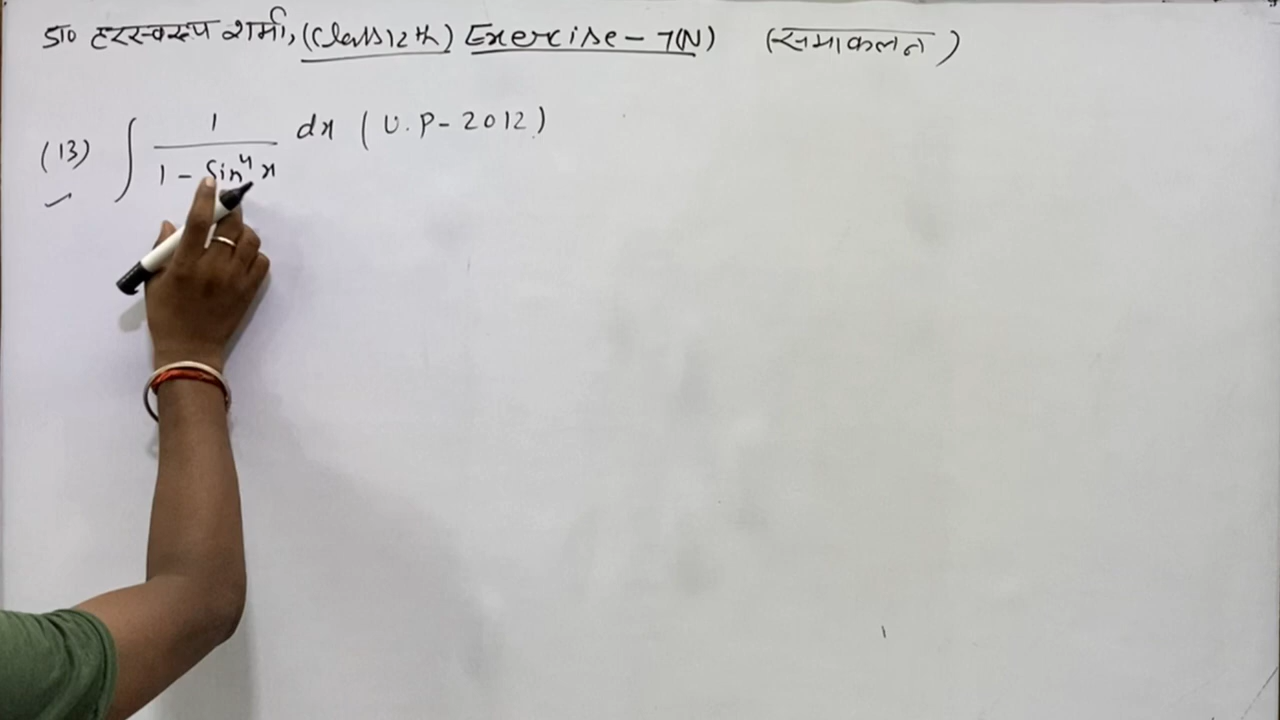 डा० हरस्वरूप शर्मा, (Class 12th) Exercise - 7(N) (समाकलन)
(13) ∫ 1/(1 - Sin⁴x) dx (U.P - 2012)